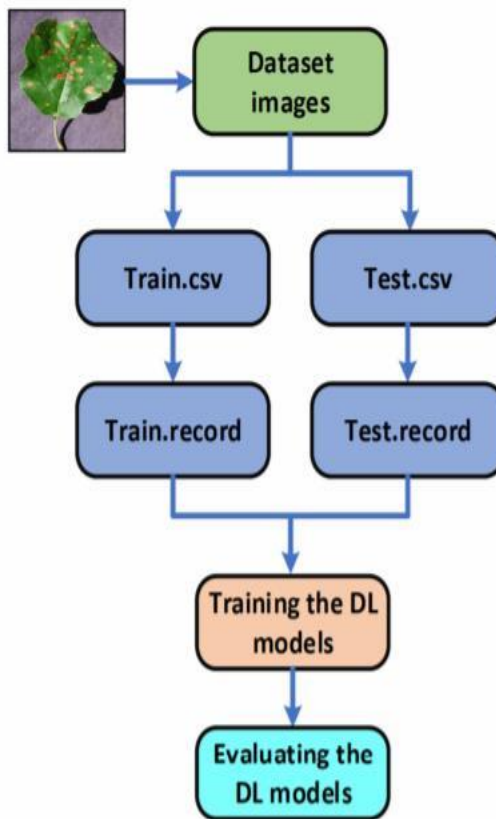 Dataset
images
Train.csv
Test.csv
Train.record
Test.record
Training the DL
models
Evaluating the
DL models